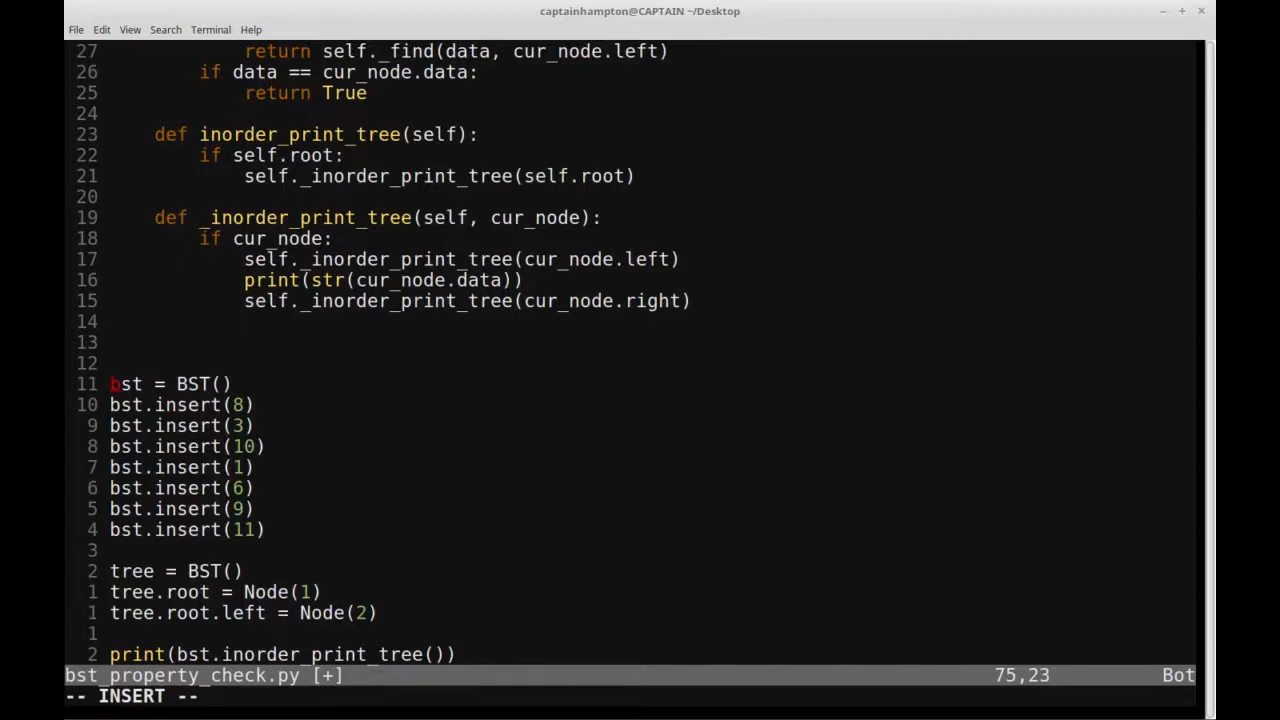 captainhampton@CAPTAIN ~/Desktop
File Edit View Search Terminal Help
27             return self._find(data, cur_node.left)
26         if data == cur_node.data:
25             return True
24
23     def inorder_print_tree(self):
22         if self.root:
21             self._inorder_print_tree(self.root)
20
19     def _inorder_print_tree(self, cur_node):
18         if cur_node:
17             self._inorder_print_tree(cur_node.left)
16             print(str(cur_node.data))
15             self._inorder_print_tree(cur_node.right)
14
13
12
11 bst = BST()
10 bst.insert(8)
9 bst.insert(3)
8 bst.insert(10)
7 bst.insert(1)
6 bst.insert(6)
5 bst.insert(9)
4 bst.insert(11)
3
2 tree = BST()
1 tree.root = Node(1)
1 tree.root.left = Node(2)
1
2 print(bst.inorder_print_tree())
bst_property_check.py [+] 75,23 Bot
-- INSERT --